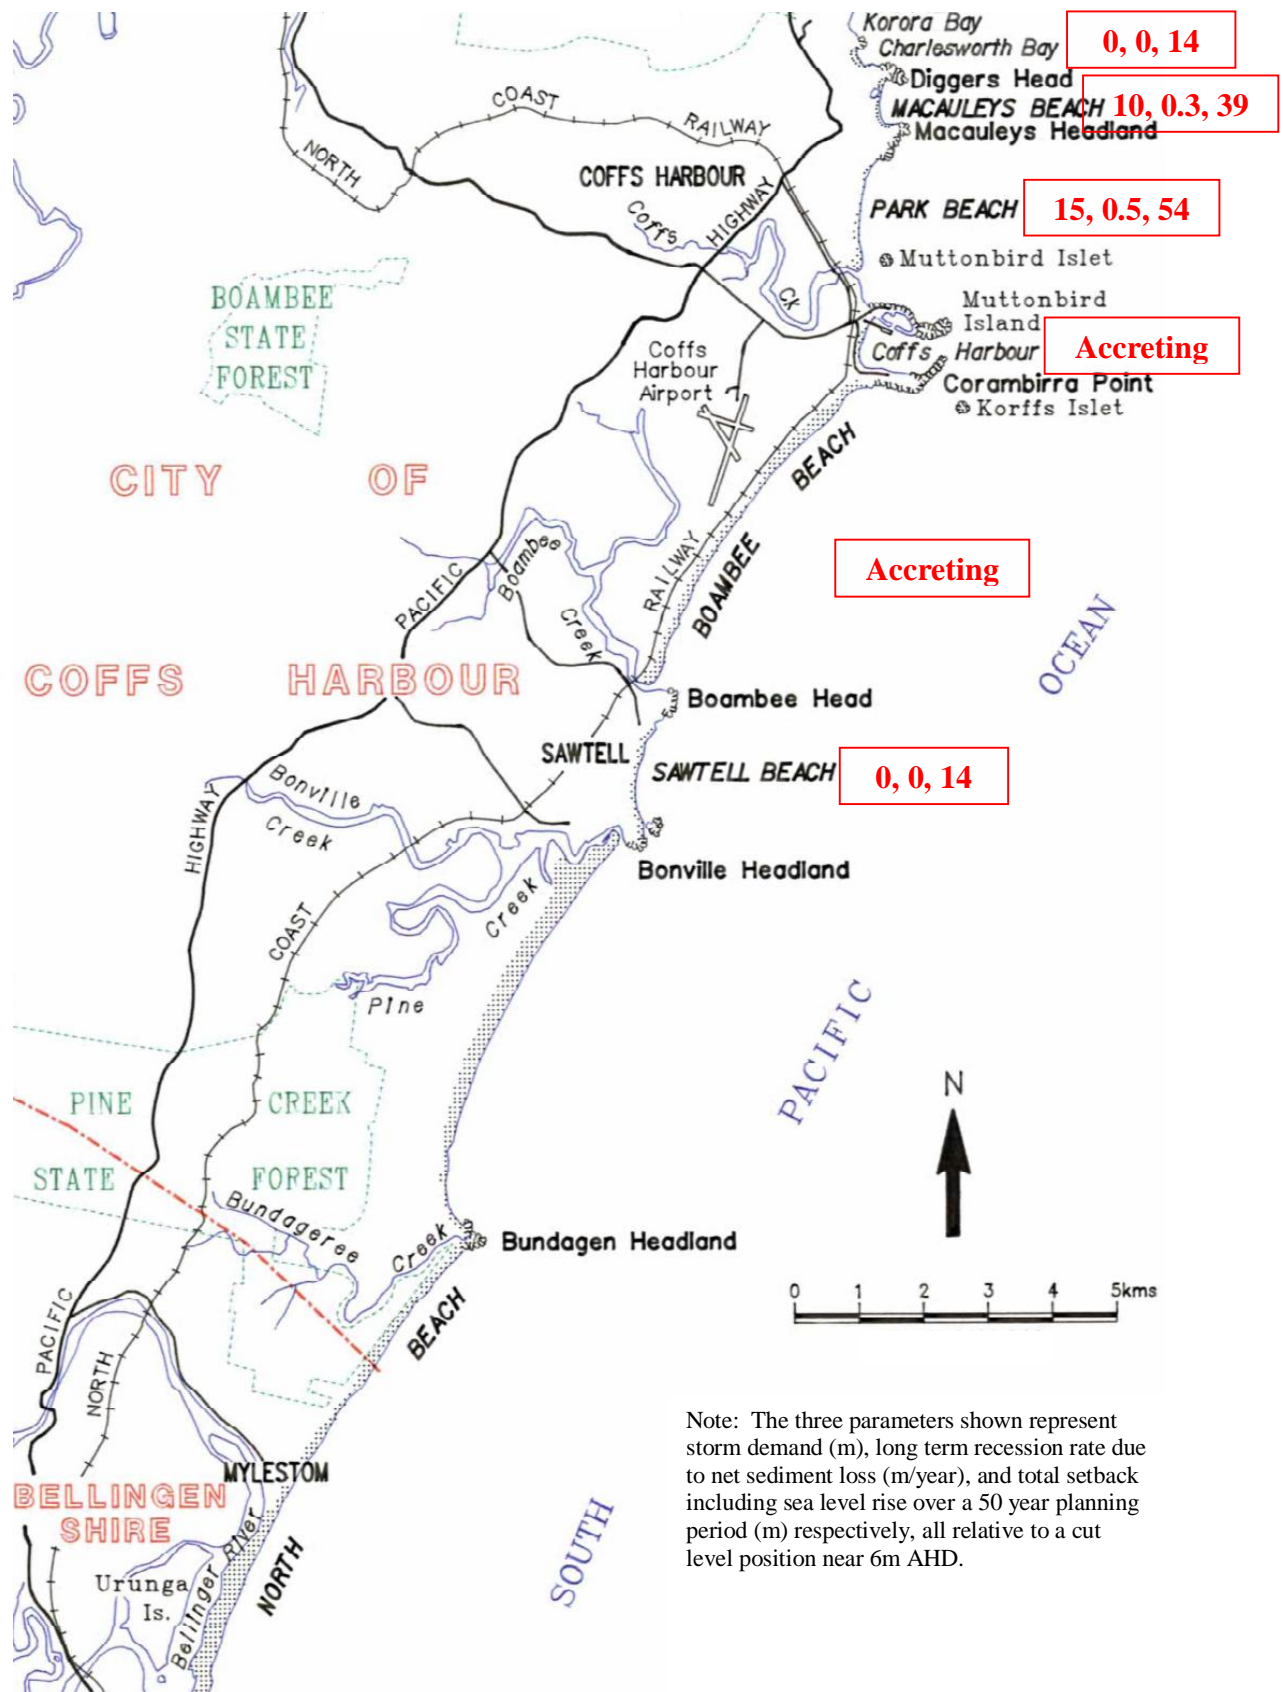 Korora Bay
Charlesworth Bay
0, 0, 14
Diggers Head
MACAULEYS BEACH
10, 0.3, 39
Macauleys Headland
COAST
RAILWAY
NORTH
COFFS HARBOUR
HIGHWAY
Coffs
Ck
PARK BEACH
15, 0.5, 54
Muttonbird Islet
Muttonbird
Island
BOAMBEE
STATE
FOREST
Coffs
Harbour
Airport
Coffs Harbour
Accreting
Corambirra Point
Korffs Islet
CITY OF
BEACH
BOAMBEE
RAILWAY
Accreting
Boambee
Creek
PACIFIC
OCEAN
COFFS HARBOUR
Boambee Head
SAWTELL
SAWTELL BEACH
0, 0, 14
Bonville
Creek
HIGHWAY
Bonville Headland
Creek
COAST
Pine
PACIFIC
N
PINE CREEK
STATE FOREST
Bundageree
Creek
Bundagen Headland
0 1 2 3 4 5kms
BEACH
PACIFIC
NORTH
Note: The three parameters shown represent
storm demand (m), long term recession rate due
to net sediment loss (m/year), and total setback
including sea level rise over a 50 year planning
period (m) respectively, all relative to a cut
level position near 6m AHD.
MYLESTOM
BELLINGEN
SHIRE
Urunga
Is.
Bellinger River
NORTH
SOUTH